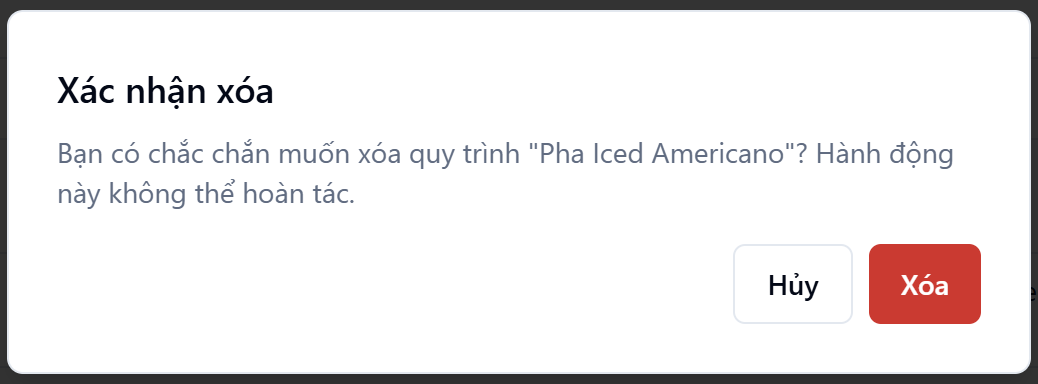 Xác nhận xóa
Bạn có chắc chắn muốn xóa quy trình "Pha Iced Americano"? Hành động
này không thể hoàn tác.
Hủy
Xóa